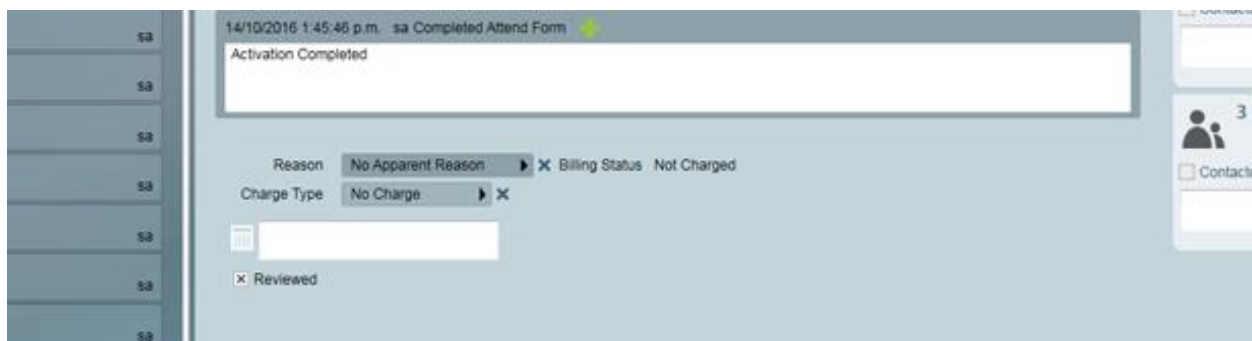 sa
sa
sa
sa
sa
sa
sa
14/10/2016 1:45:46 p.m. sa Completed Attend Form
Activation Completed
Reason No Apparent Reason Billing Status Not Charged
Charge Type No Charge
Reviewed
3